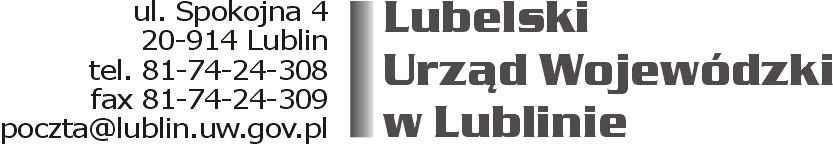 ul. Spokojna 4
20-914 Lublin
tel. 81-74-24-308
fax 81-74-24-309
poczta@lublin.uw.gov.pl
Lubelski
Urząd Wojewódzki
w Lublinie